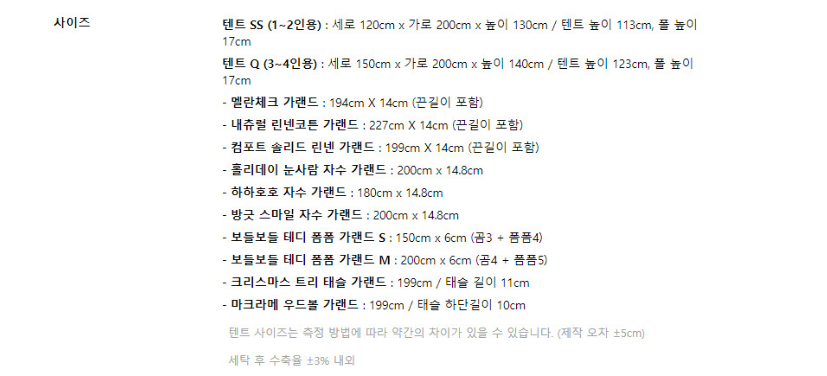 사이즈
텐트 SS (1~2인용) : 세로 120cm x 가로 200cm x 높이 130cm / 텐트 높이 113cm, 폴 높이
17cm
텐트 Q (3~4인용) : 세로 150cm x 가로 200cm x 높이 140cm / 텐트 높이 123cm, 폴 높이
17cm
- 멜란체크 가랜드 : 194cm X 14cm (끈길이 포함)
- 내츄럴 린넨코튼 가랜드 : 227cm X 14cm (끈길이 포함)
- 컴포트 솔리드 린넨 가랜드 : 199cm X 14cm (끈길이 포함)
- 홀리데이 눈사람 자수 가랜드 : 200cm x 14.8cm
- 하하호호 자수 가랜드 : 180cm x 14.8cm
- 방긋 스마일 자수 가랜드 : 200cm x 14.8cm
- 보들보들 테디 폼폼 가랜드 S : 150cm x 6cm (곰3 + 폼폼4)
- 보들보들 테디 폼폼 가랜드 M : 200cm x 6cm (곰4 + 폼폼5)
- 크리스마스 트리 태슬 가랜드 : 199cm / 태슬 길이 11cm
- 마크라메 우드볼 가랜드 : 199cm / 태슬 하단길이 10cm
텐트 사이즈는 측정 방법에 따라 약간의 차이가 있을 수 있습니다. (제작 오차 ±5cm)
세탁 후 수축율 ±3% 내외